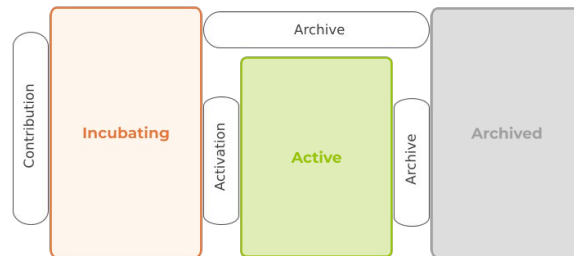 Contribution
Incubating
Archive
Activation
Active
Archive
Archived